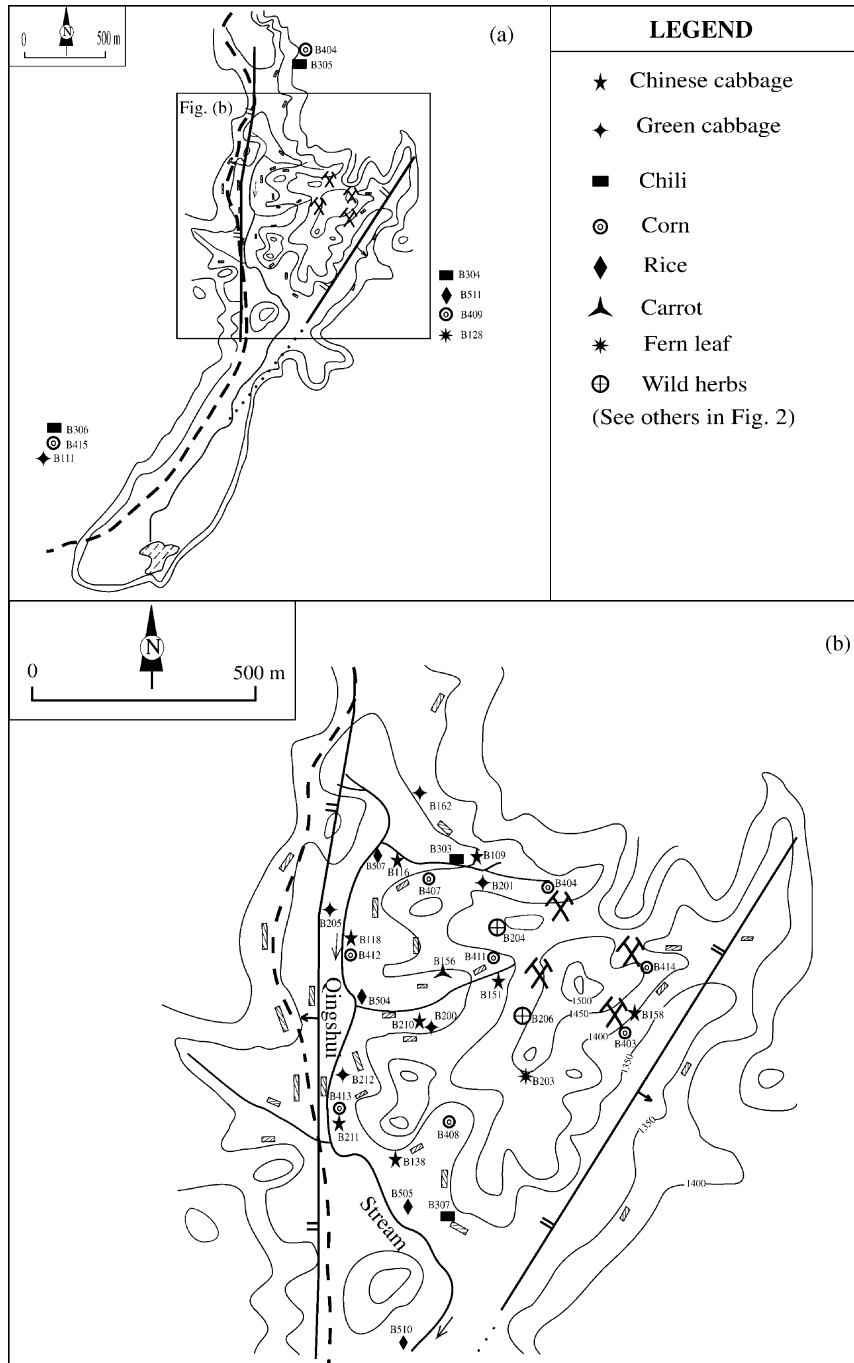 N
0 500 m
(a)
B404
B305
Fig. (b)
B304
B511
B409
B128
B306
B415
B111
LEGEND
Chinese cabbage
Green cabbage
Chili
Corn
Rice
Carrot
Fern leaf
Wild herbs
(See others in Fig. 2)
N
0 500 m
(b)
B162
B303
B109
B507
B116
B407
B201
B404
B205
B204
B118
B412
B411
B156
B414
B151
Qingshui
B504
1500
B200
B210
B206
1450
B158
1400
B403
1350
B212
B203
B413
1350
B211
B408
B138
1400
B505
B307
Stream
B510